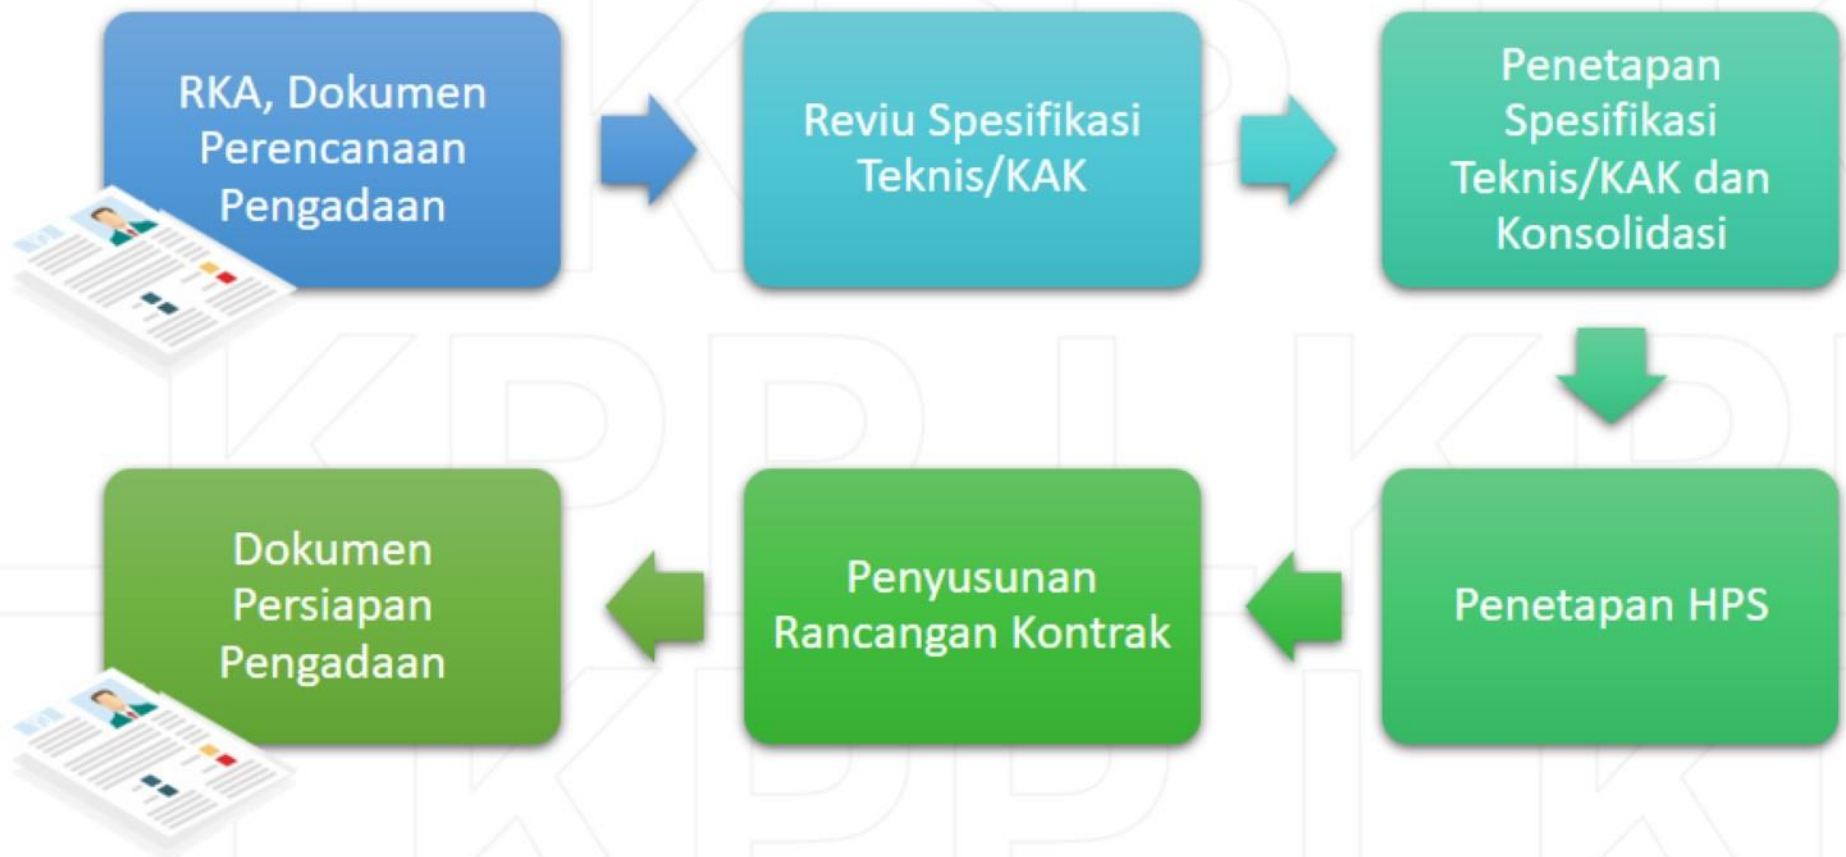 RKA, Dokumen
Perencanaan
Pengadaan
Reviu Spesifikasi
Teknis/KAK
Penetapan
Spesifikasi
Teknis/KAK dan
Konsolidasi
Penetapan HPS
Penyusunan
Rancangan Kontrak
Dokumen
Persiapan
Pengadaan